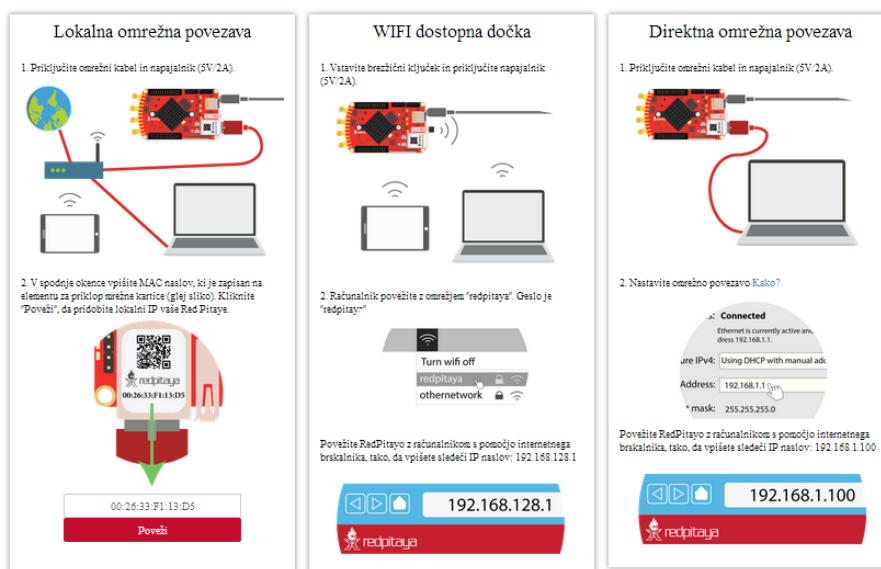 Lokalna omrežna povezava
1. Priključite omrežni kabel in napajalnik (5V/2A).
2. V spodnje okence vpišite MAC naslov, ki je zapisan na
elementu za priklop mrežne kartice (glej sliko). Kliknite
"Poveži", da pridobite lokalni IP vaše Red Pitaye.
redpitaya
00:26:33:F1:13:D5
00:26:33:F1:13:D5
Poveži
WIFI dostopna dočka
1. Vstavite brezžični ključek in priključite napajalnik
(5V/2A).
2. Računalnik povežite z omrežjem "redpitaya". Geslo je
"redpitaya"
Turn wifi off
redpitaya
othernetwork
Povežite RedPitayo z računalnikom s pomočjo internetnega
brskalnika, tako, da vpišete sledeči IP naslov: 192.168.128.1
192.168.128.1
redpitaya
Direktna omrežna povezava
1. Priključite omrežni kabel in napajalnik (5V/2A).
2. Nastavite omrežno povezavo Kako?
s: Connected
Ethernet is currently active and
dress 192.168.1.1.
ure IPv4: Using DHCP with manual add
Address: 192.168.1.1
t mask: 255.255.255.0
Povežite RedPitayo z računalnikom s pomočjo internetnega
brskalnika, tako, da vpišete sledeči IP naslov: 192.168.1.100
192.168.1.100
redpitaya